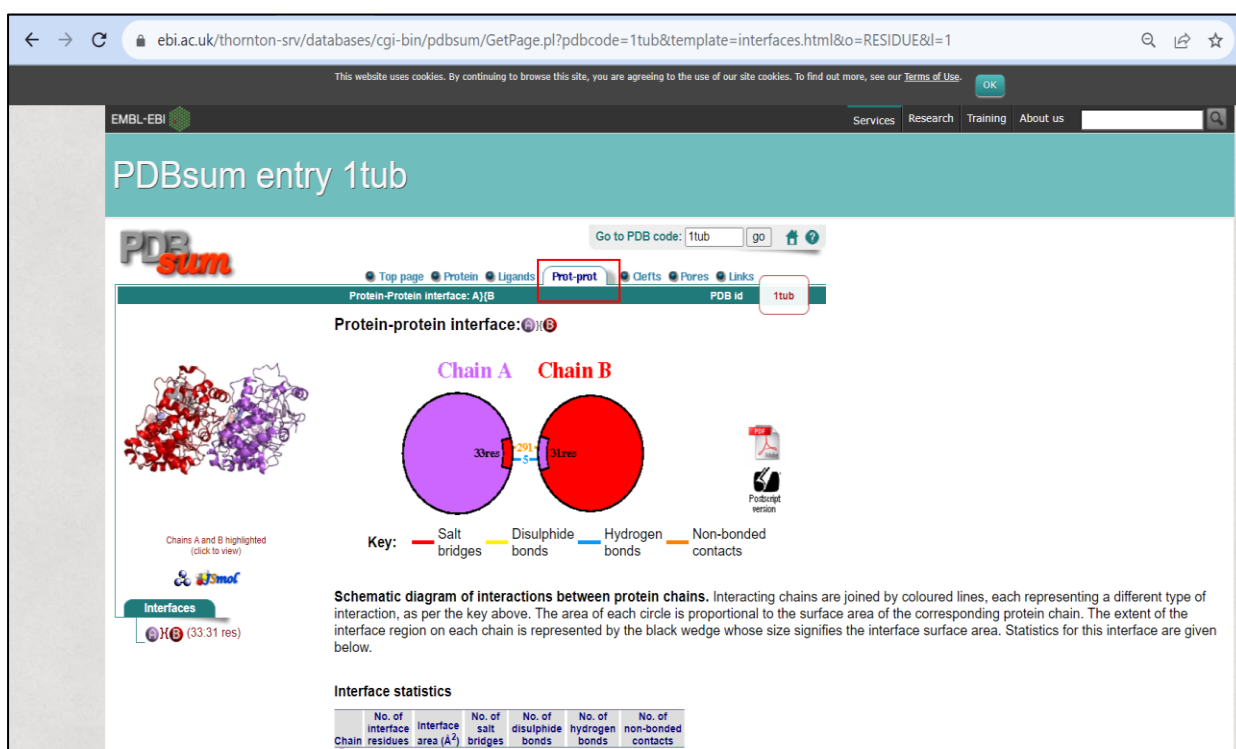 ebi.ac.uk/thornton-srv/databases/cgi-bin/pdbsum/GetPage.pl?pdbcode=1tub&template=interfaces.html&o=RESIDUE&l=1
This website uses cookies. By continuing to browse this site, you are agreeing to the use of our site cookies. To find out more, see our Terms of Use. OK
EMBL-EBI Services Research Training About us
PDBsum entry 1tub
PDB sum
Go to PDB code: 1tub go
Top page Protein Ligands Prot-prot Clefts Pores Links
Protein-Protein interface: A}{B PDB id 1tub
Protein-protein interface: A}{B
Chain A Chain B
33res 291 31res
5
PDF
Adobe
Postscript
version
Chains A and B highlighted
(click to view)
JSmol
Key: Salt bridges Disulphide bonds Hydrogen bonds Non-bonded contacts
Interfaces
A}{B (33:31 res)
Schematic diagram of interactions between protein chains. Interacting chains are joined by coloured lines, each representing a different type of
interaction, as per the key above. The area of each circle is proportional to the surface area of the corresponding protein chain. The extent of the
interface region on each chain is represented by the black wedge whose size signifies the interface surface area. Statistics for this interface are given
below.
Interface statistics
Chain No. of interface residues Interface area (Å2) No. of salt bridges No. of disulphide bonds No. of hydrogen bonds No. of non-bonded contacts